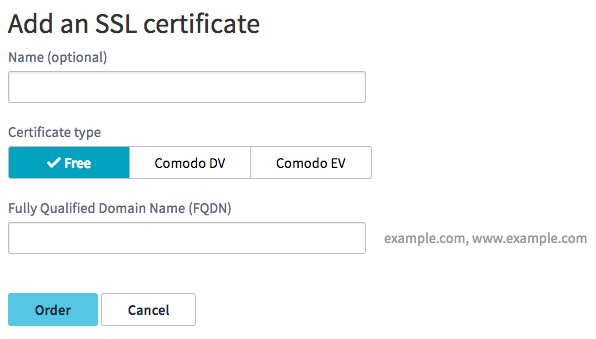 Add an SSL certificate
Name (optional)
Certificate type
Free Comodo DV Comodo EV
Fully Qualified Domain Name (FQDN)
example.com, www.example.com
Order Cancel